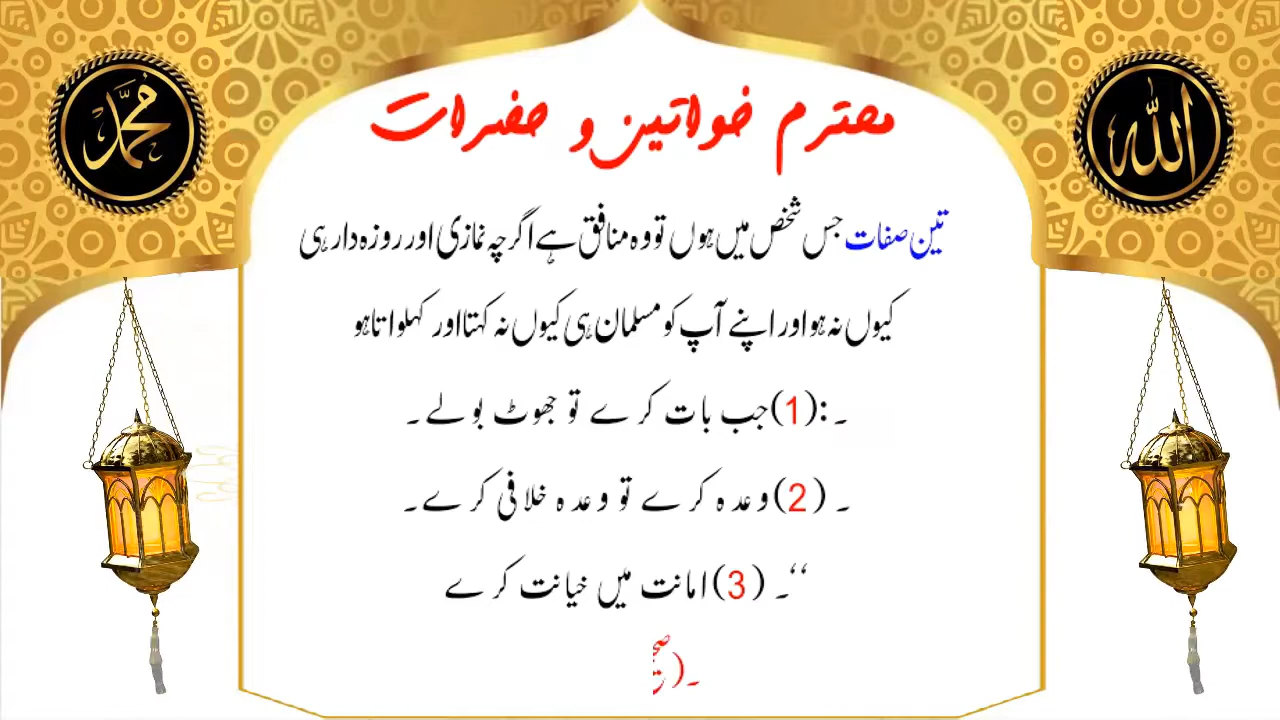 محمد
الله
محترم خواتین و حضرات
تین صفات جس شخص میں ہوں تو وہ منافق ہے اگرچہ نمازی اور روزہ دار ہی
کیوں نہ ہو اور اپنے آپ کو مسلمان ہی کیوں نہ کہتا اور کہلواتا ہو
۔:(1)جب بات کرے تو جھوٹ بولے۔
۔ (2)وعدہ کرے تو وعدہ خلافی کرے۔
‘‘۔ (3)امانت میں خیانت کرے